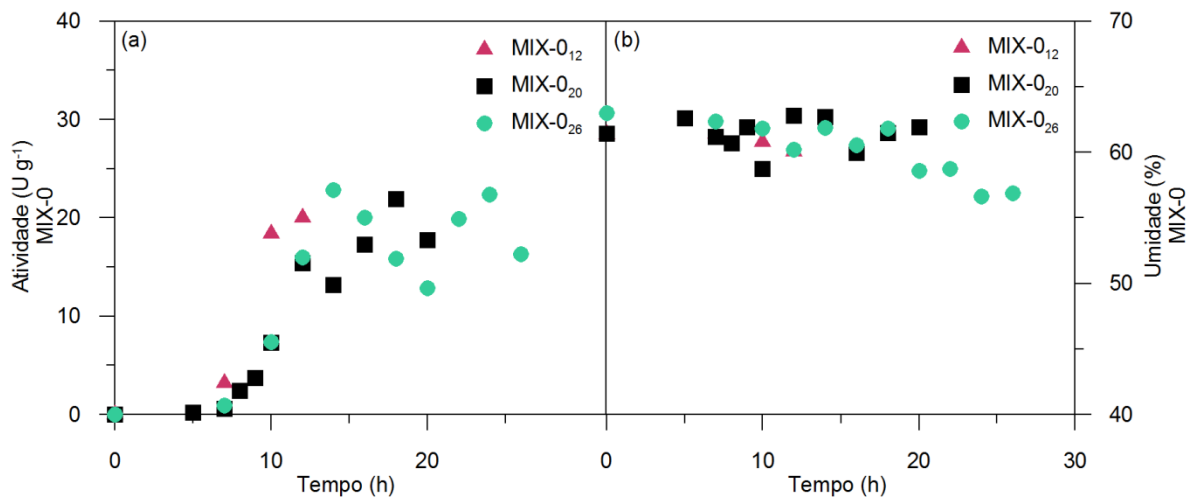 40
(a)
MIX-0₁₂
MIX-0₂₀
MIX-0₂₆
30
20
10
0
Atividade (U g⁻¹)
MIX-0
0
10
20
Tempo (h)
(b)
MIX-0₁₂
MIX-0₂₀
MIX-0₂₆
70
60
50
40
Umidade (%)
MIX-0
0
10
20
30
Tempo (h)